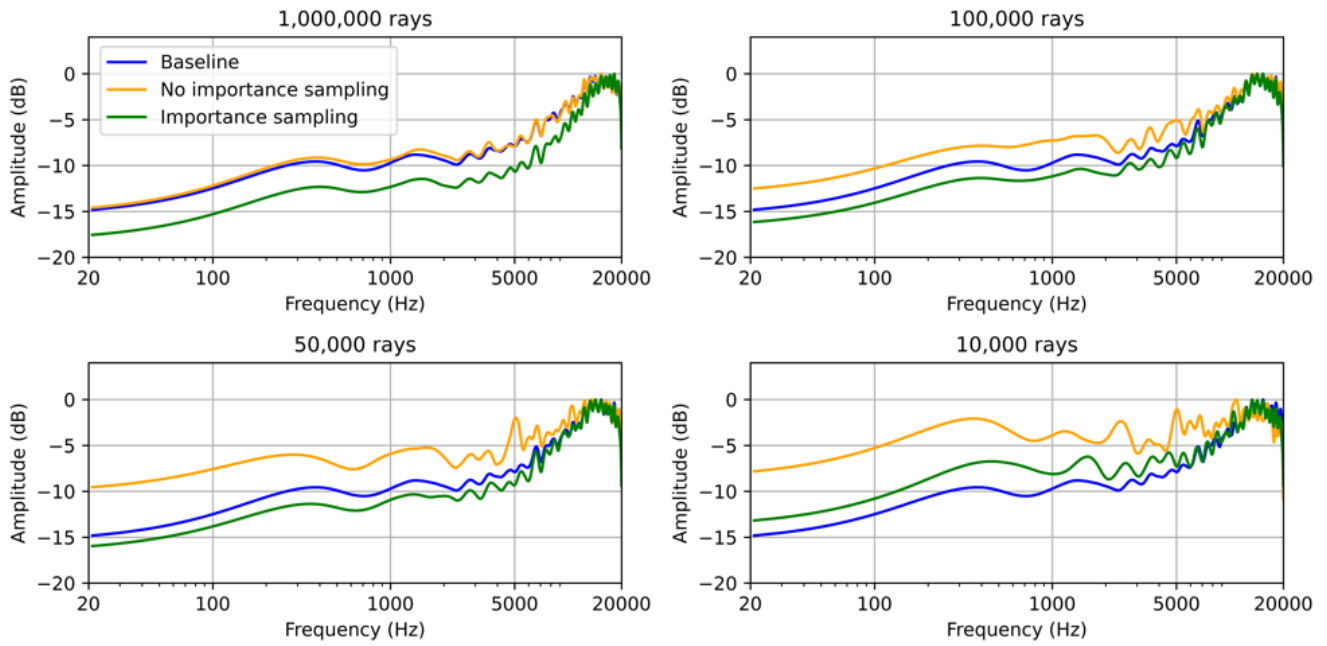 1,000,000 rays
Amplitude (dB)
0
−5
−10
−15
−20
Baseline
No importance sampling
Importance sampling
20
100
1000
5000
20000
Frequency (Hz)
100,000 rays
Amplitude (dB)
0
−5
−10
−15
−20
20
100
1000
5000
20000
Frequency (Hz)
50,000 rays
Amplitude (dB)
0
−5
−10
−15
−20
20
100
1000
5000
20000
Frequency (Hz)
10,000 rays
Amplitude (dB)
0
−5
−10
−15
−20
20
100
1000
5000
20000
Frequency (Hz)